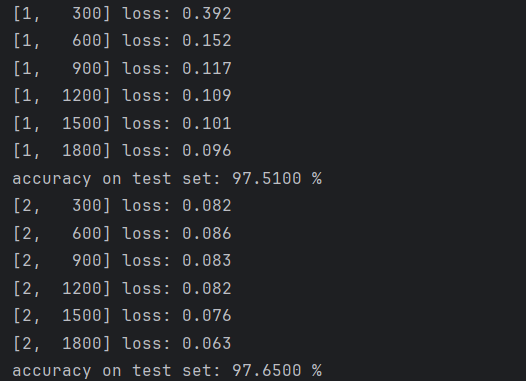 [1,   300] loss: 0.392
[1,   600] loss: 0.152
[1,   900] loss: 0.117
[1,  1200] loss: 0.109
[1,  1500] loss: 0.101
[1,  1800] loss: 0.096
accuracy on test set: 97.5100 %
[2,   300] loss: 0.082
[2,   600] loss: 0.086
[2,   900] loss: 0.083
[2,  1200] loss: 0.082
[2,  1500] loss: 0.076
[2,  1800] loss: 0.063
accuracy on test set: 97.6500 %